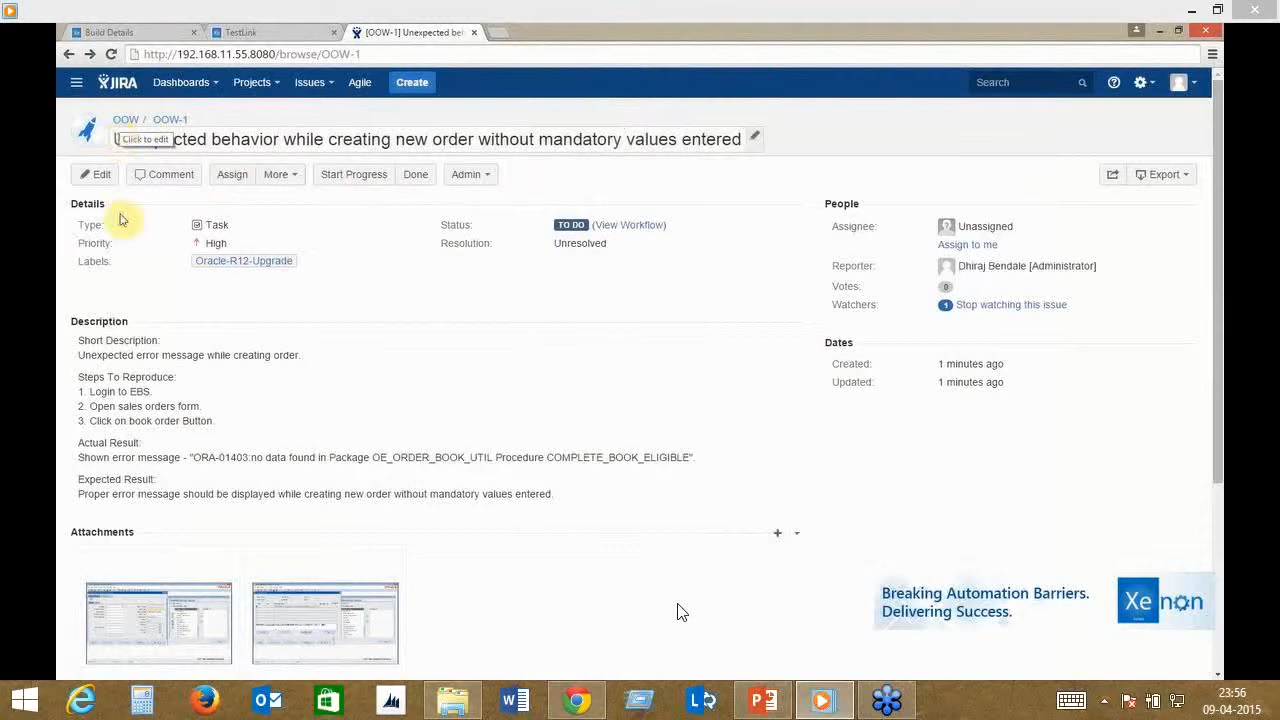 Build Details
TestLink
[OOW-1] Unexpected be
http://192.168.11.55.8080/browse/OOW-1
JIRA Dashboards Projects Issues Agile Create Search
OOW / OOW-1
cted behavior while creating new order without mandatory values entered
Click to edit
Edit Comment Assign More Start Progress Done Admin Export
Details
Type: Task
Priority: High
Labels: Oracle-R12-Upgrade
Status: TO DO (View Workflow)
Resolution: Unresolved
People
Assignee: Unassigned
Assign to me
Reporter: Dhiraj Bendale [Administrator]
Votes: 0
Watchers: 1 Stop watching this issue
Description
Short Description:
Unexpected error message while creating order.
Steps To Reproduce:
1. Login to EBS.
2. Open sales orders form.
3. Click on book order Button.
Actual Result:
Shown error message - "ORA-01403:no data found in Package OE_ORDER_BOOK_UTIL Procedure COMPLETE_BOOK_ELIGIBLE".
Expected Result:
Proper error message should be displayed while creating new order without mandatory values entered.
Dates
Created: 1 minutes ago
Updated: 1 minutes ago
Attachments
Breaking Automation Barriers.
Delivering Success.
Xenon
23:56
09-04-2015